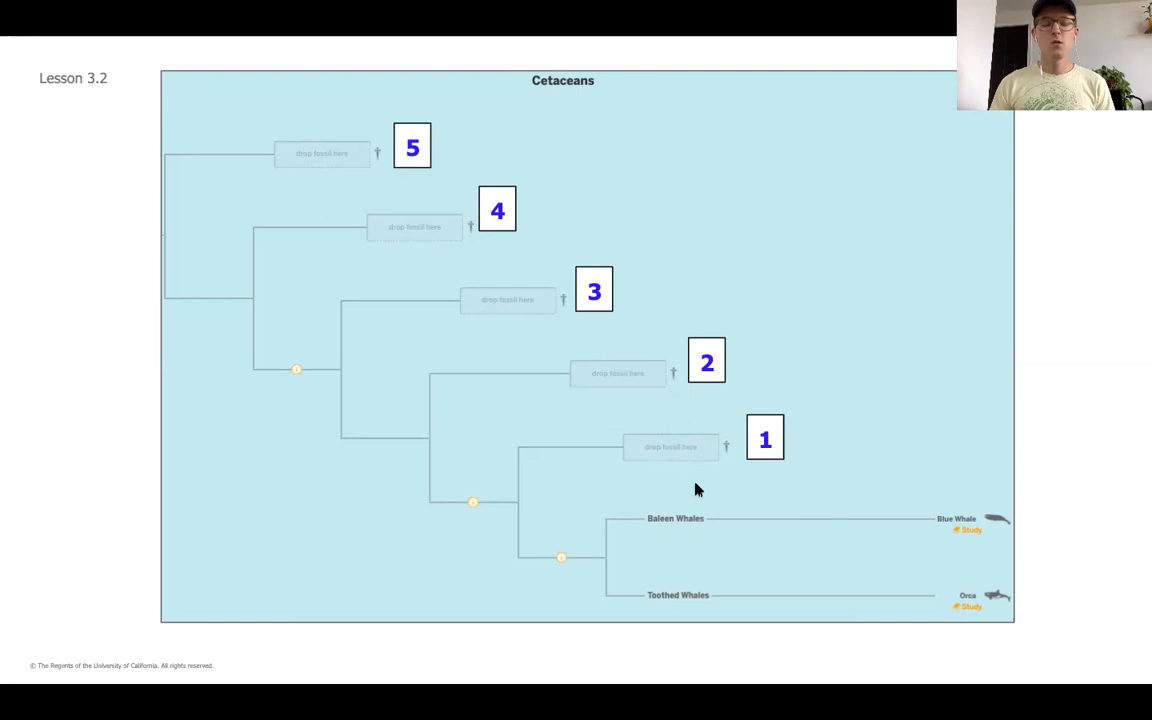 Lesson 3.2
Cetaceans
drop fossil here
†
5
drop fossil here
†
4
drop fossil here
†
3
drop fossil here
†
2
drop fossil here
†
1
Baleen Whales
Blue Whale
Study
Toothed Whales
Orca
Study
© The Regents of the University of California. All rights reserved.